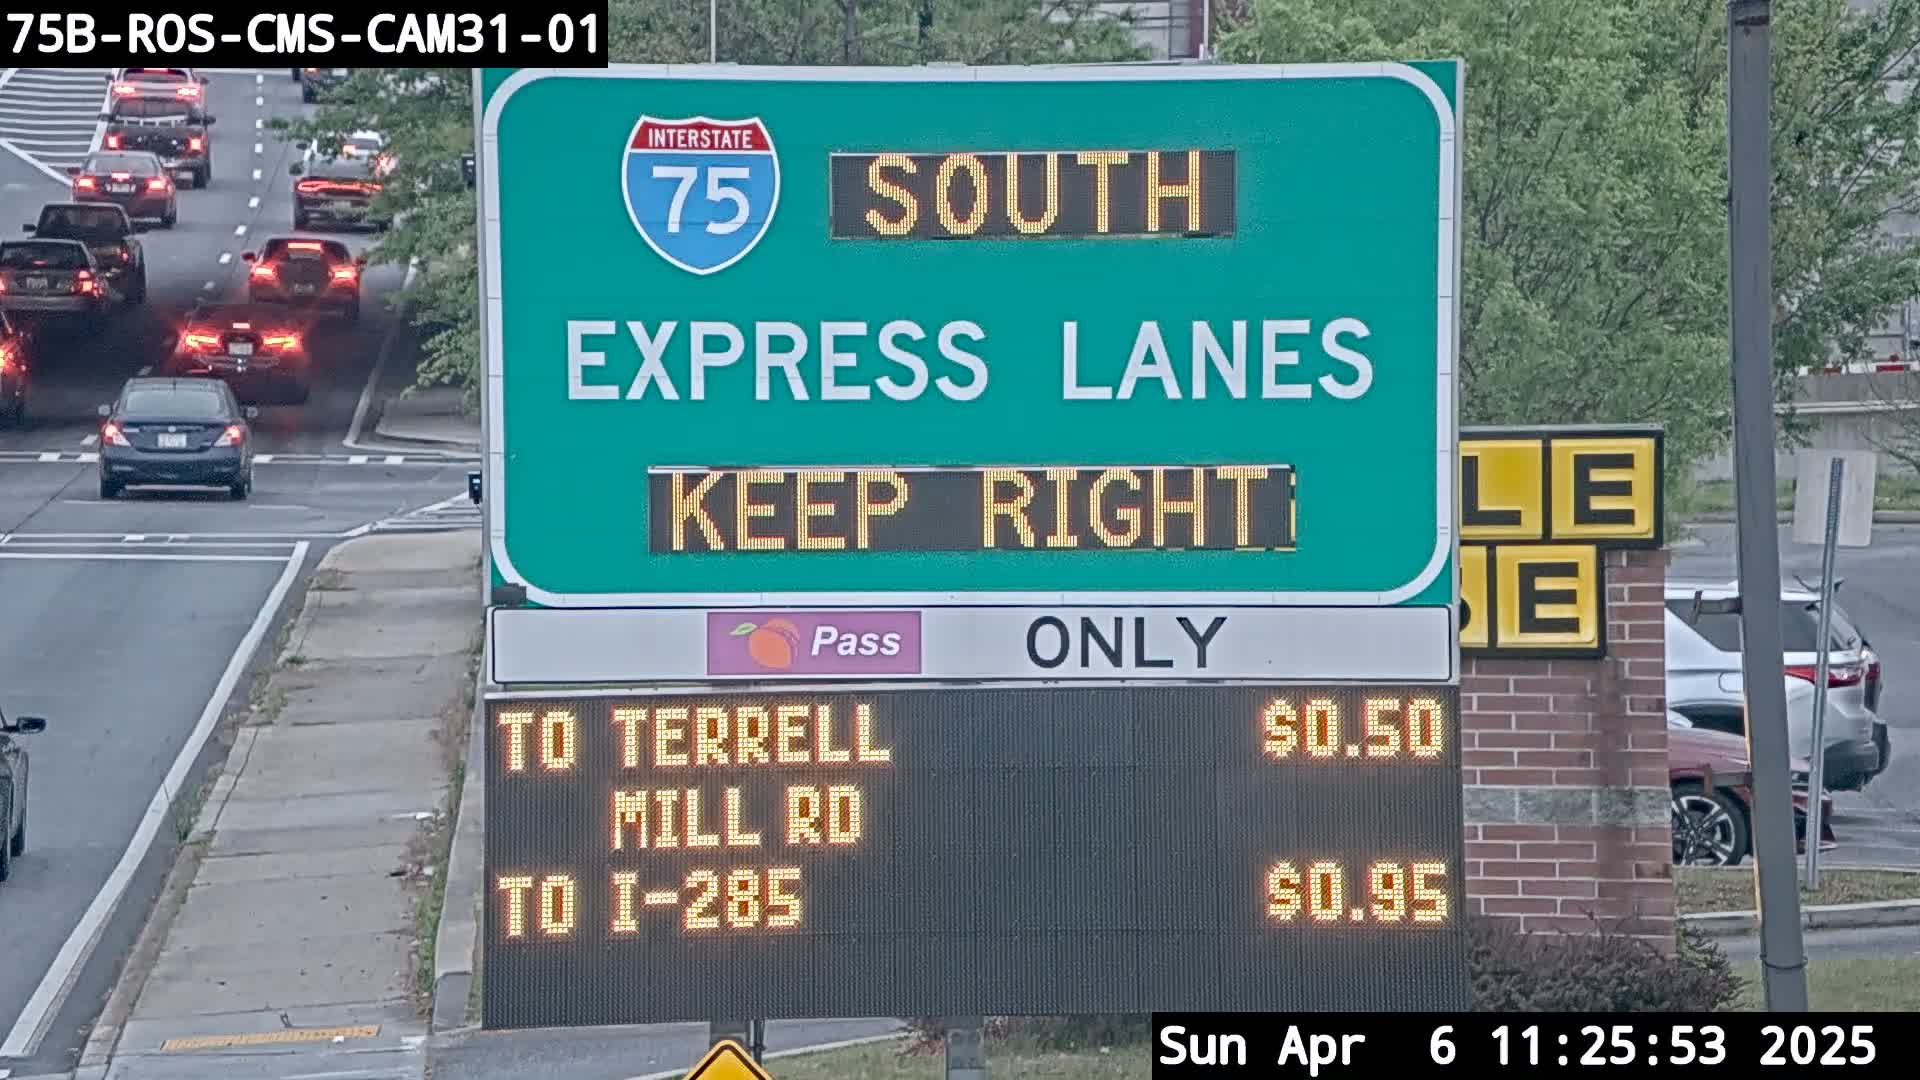 75B-ROS-CMS-CAM31-01
INTERSTATE
75
SOUTH
EXPRESS LANES
KEEP RIGHT
Pass ONLY
TO TERRELL $0.50
MILL RD
TO I-285 $0.95
LE
E
Sun Apr 6 11:25:53 2025